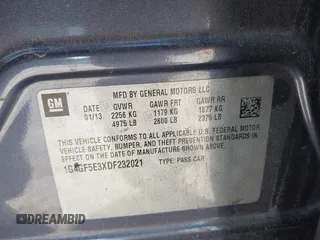 GM
MFD BY GENERAL MOTORS LLC
DATE GVWR GAWR FRT GAWR RR
01/13 2256 KG 1179 KG 1077 KG
4975 LB 2600 LB 2375 LB
THIS VEHICLE CONFORMS TO ALL APPLICABLE U.S. FEDERAL MOTOR
VEHICLE SAFETY, BUMPER, AND THEFT PREVENTION STANDARDS IN
EFFECT ON THE DATE OF MANUFACTURE SHOWN ABOVE.
1G4GF5E3XDF232021 TYPE: PASS CAR
DREAMBID